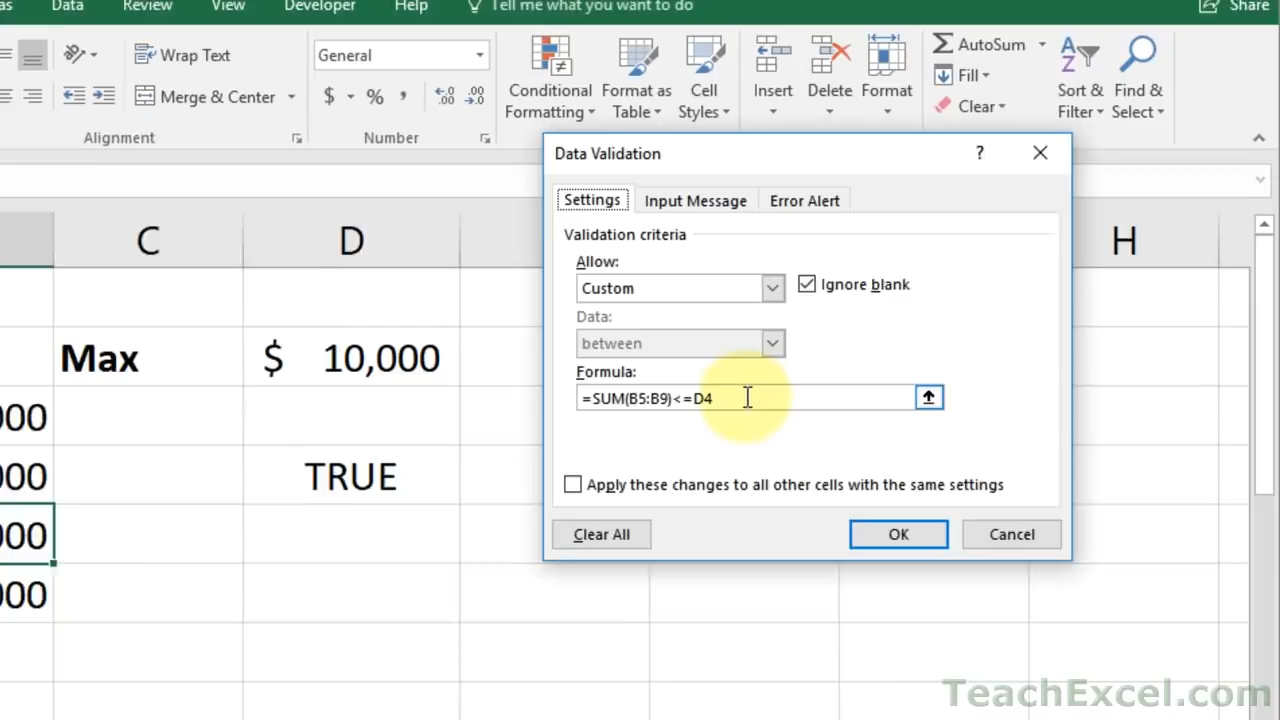 as Data Review View Developer Help Tell me what you want to do Share
Wrap Text General AutoSum
Merge & Center $ % , Conditional Formatting Format as Table Cell Styles Insert Delete Format Fill Clear Sort & Filter Find & Select
Alignment Number
Data Validation ?
Settings Input Message Error Alert
Validation criteria
Allow:
Custom Ignore blank
Data:
between
Formula:
=SUM(B5:B9)<=D4
Apply these changes to all other cells with the same settings
Clear All OK Cancel
C D H
Max $ 10,000
000
000 TRUE
000
000
TeachExcel.com